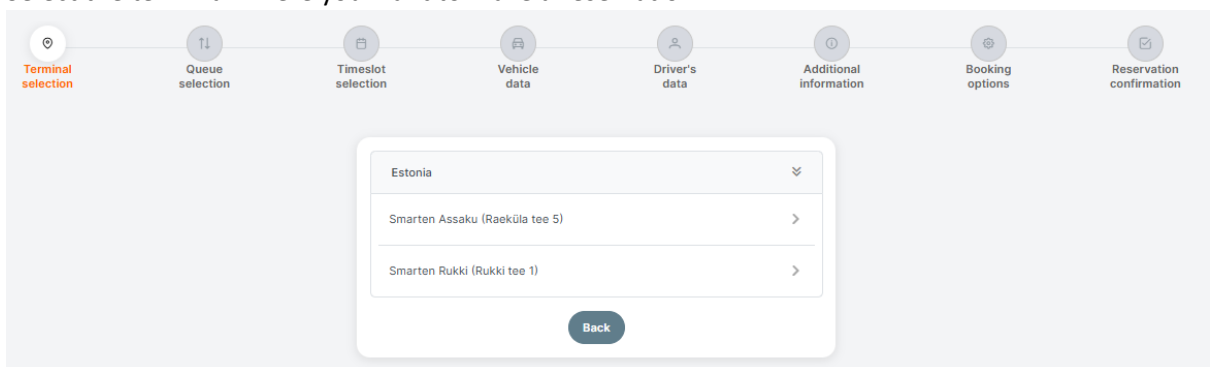 Terminal selection
Queue selection
Timeslot selection
Vehicle data
Driver's data
Additional information
Booking options
Reservation confirmation
Estonia
Smarten Assaku (Raeküla tee 5)
Smarten Rukki (Rukki tee 1)
Back